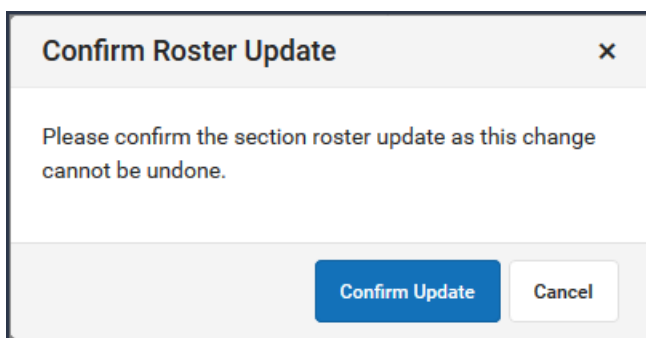 Confirm Roster Update ×
Please confirm the section roster update as this change
cannot be undone.
Confirm Update Cancel